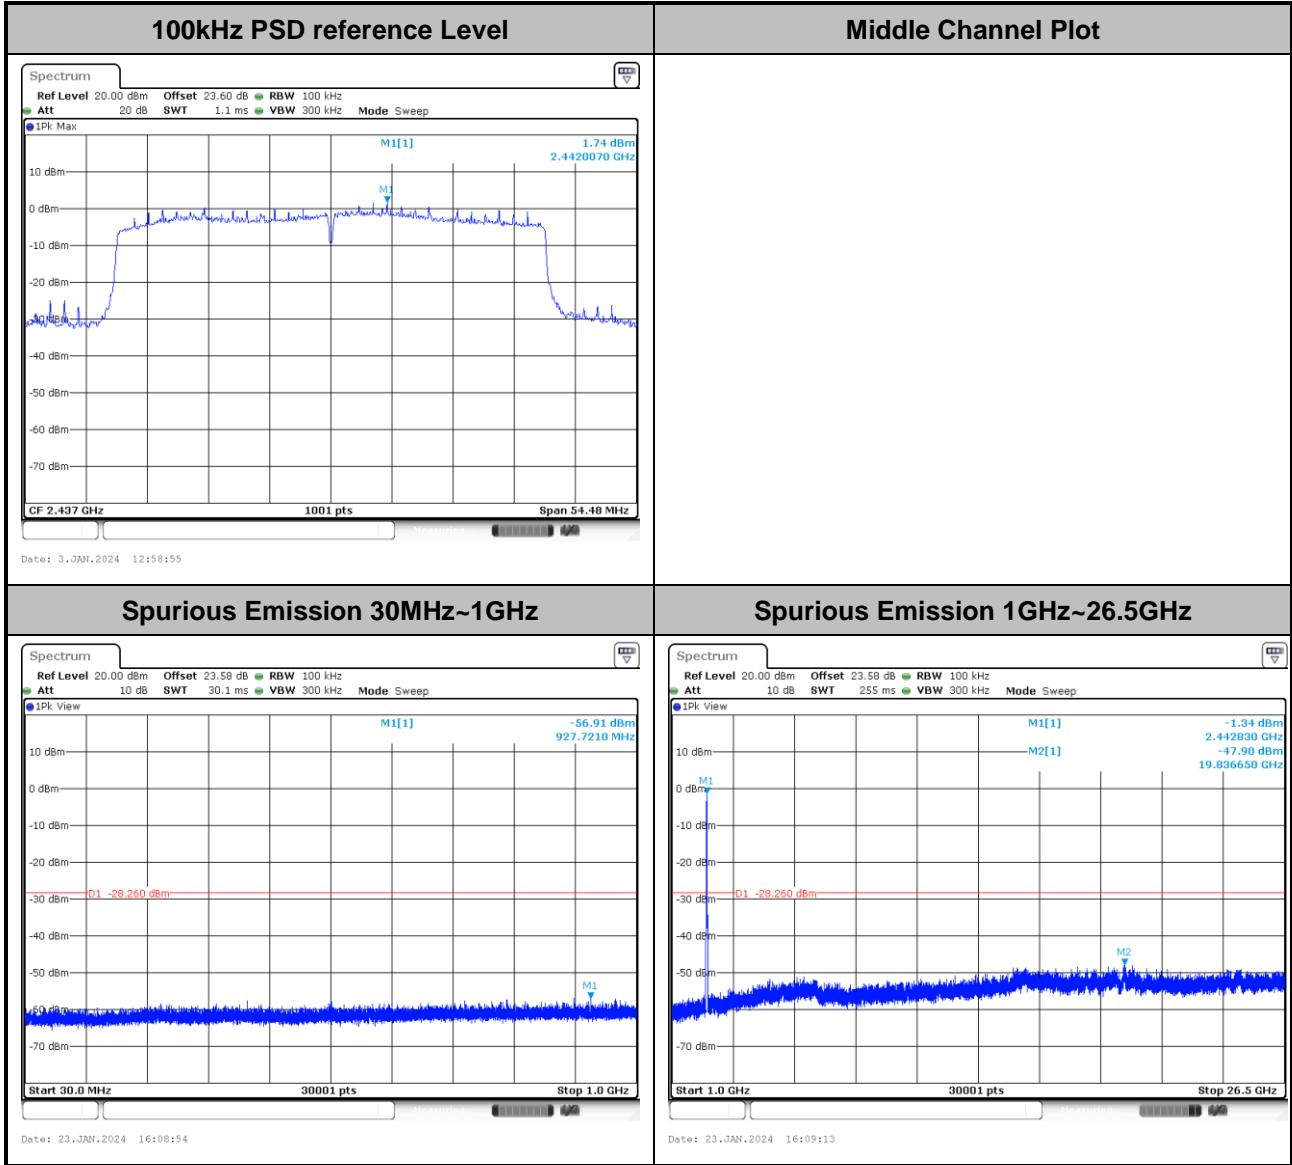 100kHz PSD reference Level
Middle Channel Plot
Spectrum
Ref Level 20.00 dBm Offset 23.60 dB RBW 100 kHz
Att 20 dB SWT 1.1 ms VBW 300 kHz Mode Sweep
1Pk Max
M1[1] 1.74 dBm
2.4420070 GHz
10 dBm
M1
0 dBm
-10 dBm
-20 dBm
-30 dBm
-40 dBm
-50 dBm
-60 dBm
-70 dBm
CF 2.437 GHz 1001 pts Span 54.48 MHz
Measuring...
Date: 3.JAN.2024 12:58:55
Spurious Emission 30MHz~1GHz
Spurious Emission 1GHz~26.5GHz
Spectrum
Ref Level 20.00 dBm Offset 23.58 dB RBW 100 kHz
Att 10 dB SWT 30.1 ms VBW 300 kHz Mode Sweep
1Pk View
M1[1] -56.91 dBm
927.7210 MHz
10 dBm
0 dBm
-10 dBm
-20 dBm
D1 -28.260 dBm
-30 dBm
-40 dBm
-50 dBm
M1
-60 dBm
-70 dBm
Start 30.0 MHz 30001 pts Stop 1.0 GHz
Measuring...
Date: 23.JAN.2024 16:08:54
Spectrum
Ref Level 20.00 dBm Offset 23.58 dB RBW 100 kHz
Att 10 dB SWT 255 ms VBW 300 kHz Mode Sweep
1Pk View
M1[1] -1.34 dBm
2.442830 GHz
10 dBm M2[1] -47.90 dBm
19.836650 GHz
M1
0 dBm
-10 dBm
-20 dBm
D1 -28.260 dBm
-30 dBm
-40 dBm
M2
-50 dBm
-70 dBm
Start 1.0 GHz 30001 pts Stop 26.5 GHz
Measuring...
Date: 23.JAN.2024 16:09:13